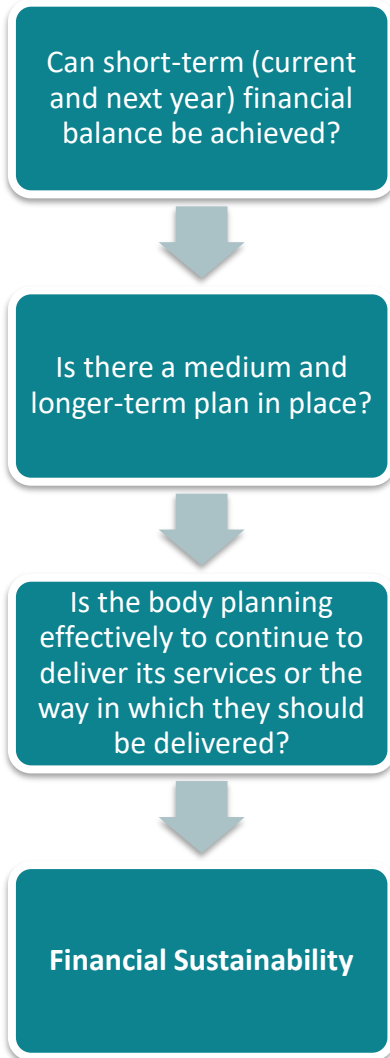 Can short-term (current
and next year) financial
balance be achieved?
Is there a medium and
longer-term plan in place?
Is the body planning
effectively to continue to
deliver its services or the
way in which they should
be delivered?
Financial Sustainability